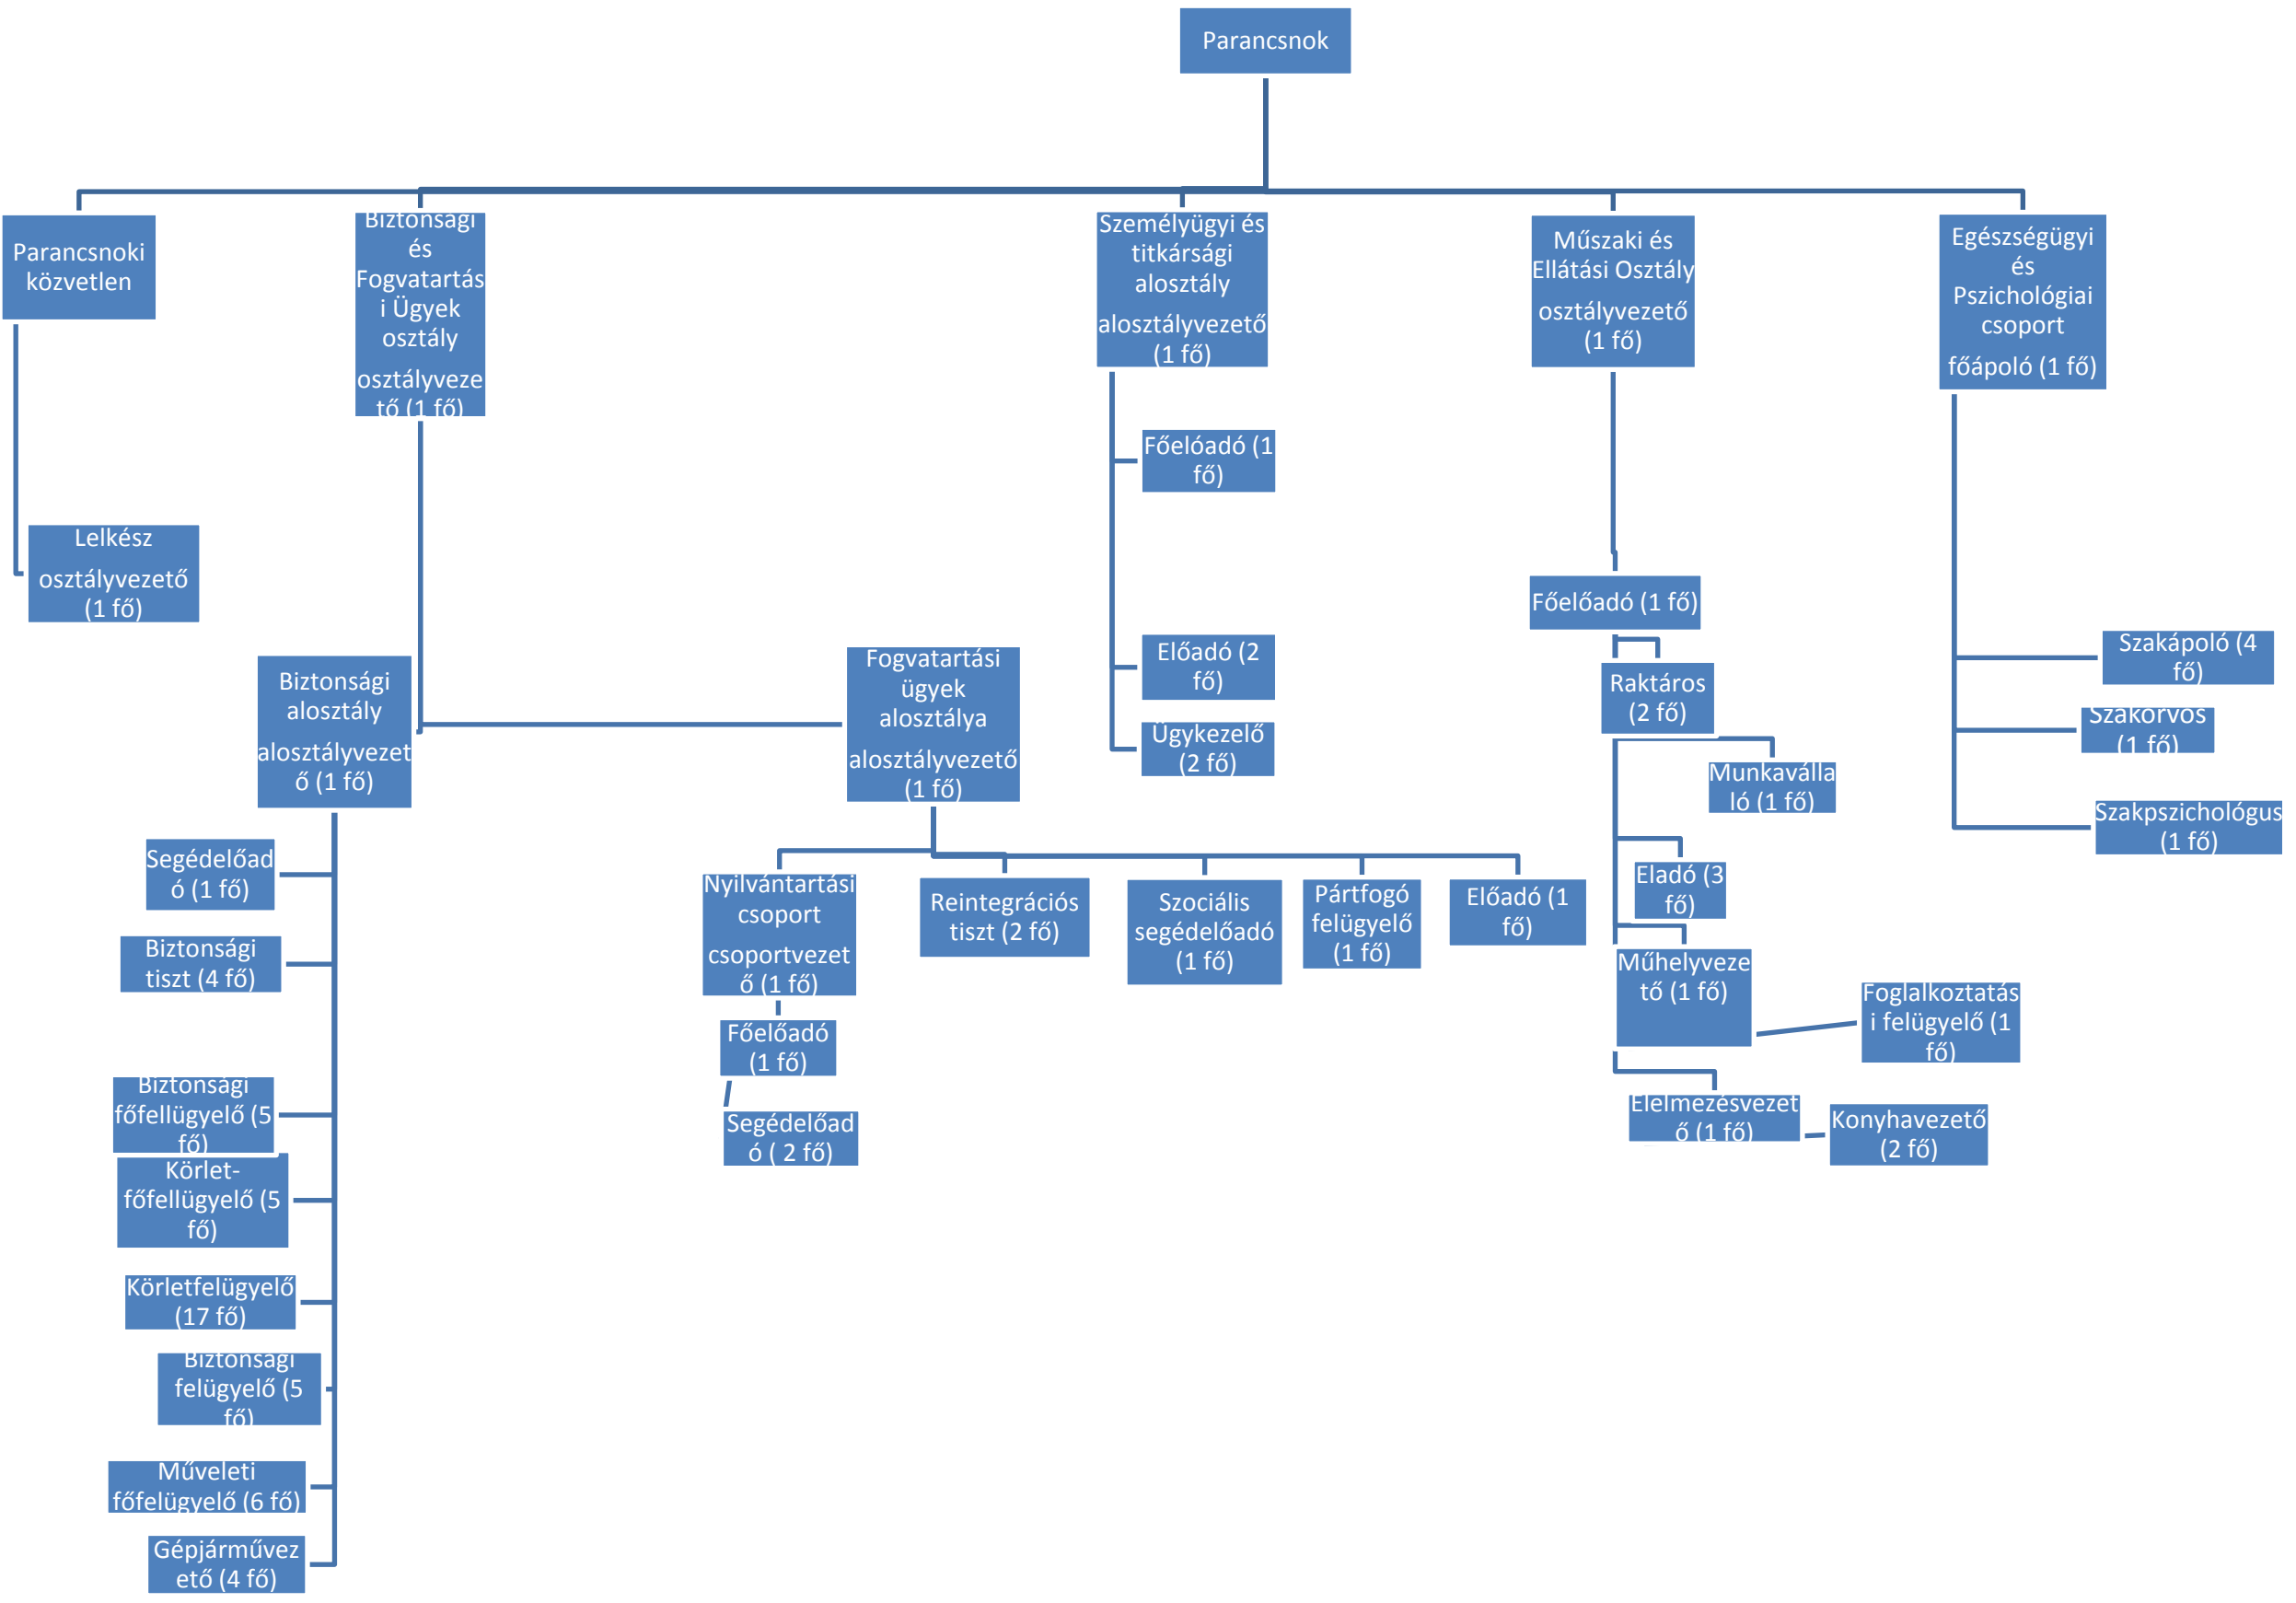 Parancsnok
Parancsnoki
közvetlen
Biztonsági
és
Fogvatartás
i Ügyek
osztály
osztályveze
tő (1 fő)
Személyügyi és
titkársági
alosztály
alosztályvezető
(1 fő)
Műszaki és
Ellátási Osztály
osztályvezető
(1 fő)
Egészségügyi
és
Pszichológiai
csoport
főápoló (1 fő)
Lelkész
osztályvezető
(1 fő)
Biztonsági
alosztály
alosztályvezet
ő (1 fő)
Segédelőad
ó (1 fő)
Biztonsági
tiszt (4 fő)
Biztonsági
főfellügyelő (5
fő)
Körlet-
főfellügyelő (5
fő)
Körletfelügyelő
(17 fő)
Biztonsági
felügyelő (5
fő)
Műveleti
főfelügyelő (6 fő)
Gépjárművez
ető (4 fő)
Fogvatartási
ügyek
alosztálya
alosztályvezető
(1 fő)
Nyilvántartási
csoport
csoportvezet
ő (1 fő)
Főelőadó
(1 fő)
Segédelőad
ó ( 2 fő)
Reintegrációs
tiszt (2 fő)
Szociális
segédelőadó
(1 fő)
Pártfogó
felügyelő
(1 fő)
Előadó (1
fő)
Főelóadó (1
fő)
Előadó (2
fő)
Ügykezelő
(2 fő)
Főelőadó (1 fő)
Raktáros
(2 fő)
Munkaválla
ló (1 fő)
Eladó (3
fő)
Műhelyveze
tő (1 fő)
Foglalkoztatás
i felügyelő (1
fő)
Élelmezésvezet
ő (1 fő)
Konyhavezető
(2 fő)
Szakápoló (4
fő)
Szakorvos
(1 fő)
Szakpszichológus
(1 fő)